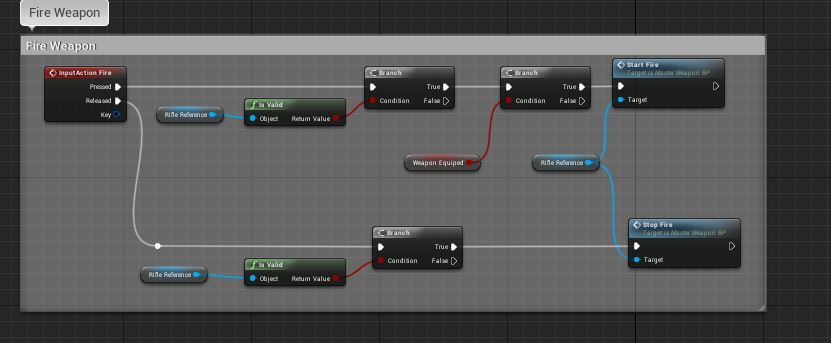 Fire Weapon
Fire Weapon
InputAction Fire
Pressed
Released
Key
Rifle Reference
Is Valid
Object
Return Value
Branch
True
Condition
False
Branch
True
Condition
False
Start Fire
Target is Master Weapon BP
Target
Weapon Equiped
Rifle Reference
Rifle Reference
Is Valid
Object
Return Value
Branch
True
Condition
False
Stop Fire
Target is Master Weapon BP
Target